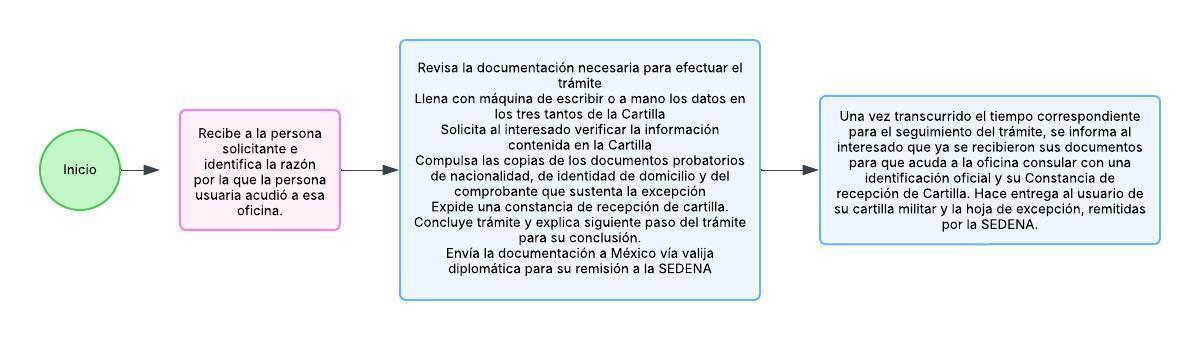 Inicio
Recibe a la persona
solicitante e
identifica la razón
por la que la persona
usuaria acudió a esa
oficina.
Revisa la documentación necesaria para efectuar el
trámite
Llena con máquina de escribir o a mano los datos en
los tres tantos de la Cartilla
Solicita al interesado verificar la información
contenida en la Cartilla
Compulsa las copias de los documentos probatorios
de nacionalidad, de identidad de domicilio y del
comprobante que sustenta la excepción
Expide una constancia de recepción de cartilla.
Concluye trámite y explica siguiente paso del trámite
para su conclusión.
Envía la documentación a México vía valija
diplomática para su remisión a la SEDENA
Una vez transcurrido el tiempo correspondiente
para el seguimiento del trámite, se informa al
interesado que ya se recibieron sus documentos
para que acuda a la oficina consular con una
identificación oficial y su Constancia de
recepción de Cartilla. Hace entrega al usuario de
su cartilla militar y la hoja de excepción, remitidas
por la SEDENA.